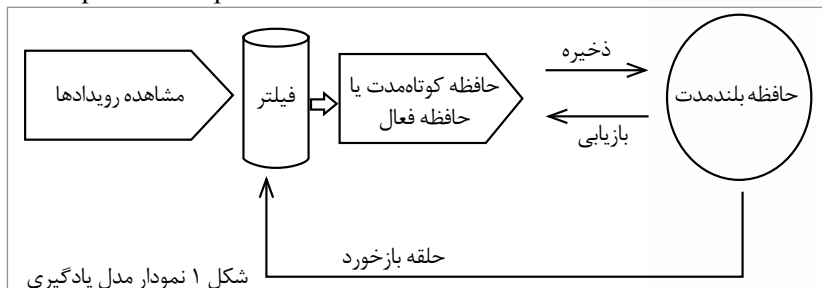 مشاهده رویدادها
فیلتر
حافظه کوتاه‌مدت یا
حافظه فعال
ذخیره
بازیابی
حافظه بلندمدت
حلقه بازخورد
شکل ۱ نمودار مدل یادگیری